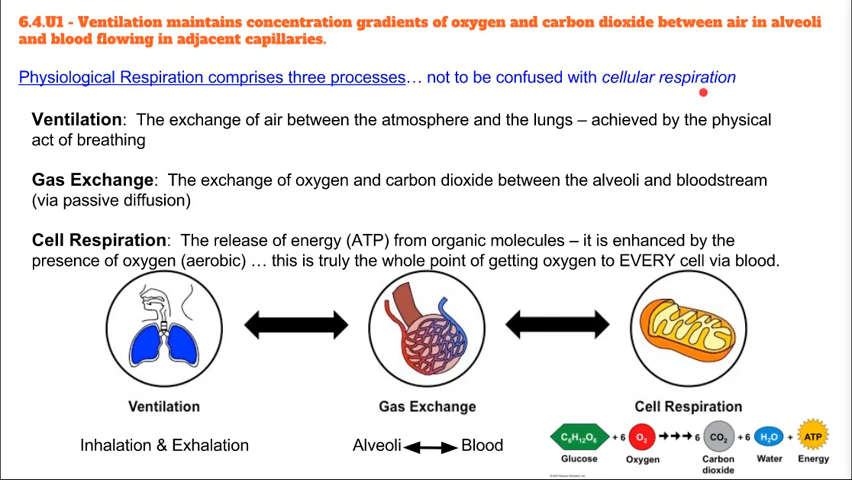 6.4.U1 - Ventilation maintains concentration gradients of oxygen and carbon dioxide between air in alveoli
and blood flowing in adjacent capillaries.
Physiological Respiration comprises three processes… not to be confused with cellular respiration
Ventilation: The exchange of air between the atmosphere and the lungs – achieved by the physical
act of breathing
Gas Exchange: The exchange of oxygen and carbon dioxide between the alveoli and bloodstream
(via passive diffusion)
Cell Respiration: The release of energy (ATP) from organic molecules – it is enhanced by the
presence of oxygen (aerobic) … this is truly the whole point of getting oxygen to EVERY cell via blood.
Ventilation Gas Exchange Cell Respiration
Inhalation & Exhalation Alveoli Blood
C₆H₁₂O₆ + 6 O₂ 6 CO₂ + 6 H₂O + ATP
Glucose Oxygen Carbon dioxide Water Energy